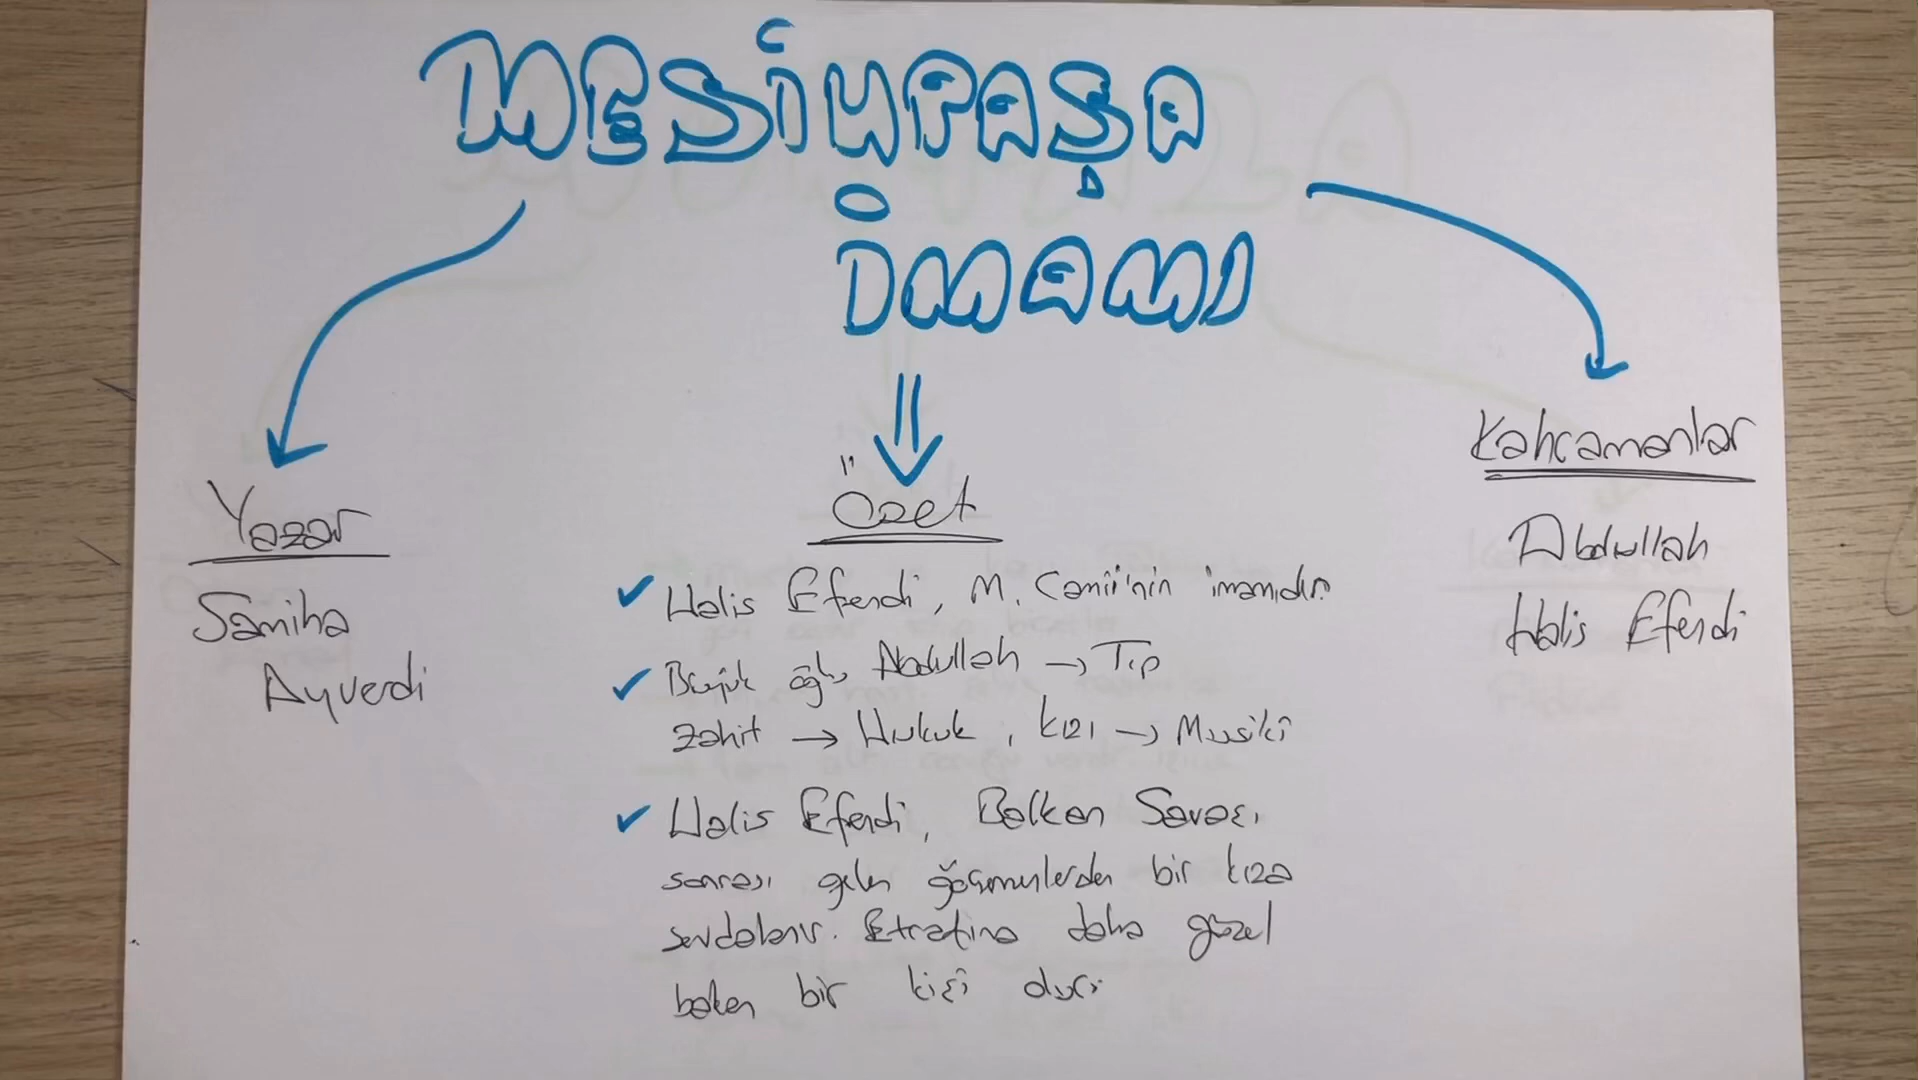 MESİHPAŞA
İMAMI
Yazar
Samiha
Ayverdi
Özet
✓ Halis Efendi, M. Camii'nin imamıdır.
✓ Büyük oğlu Abdullah → Tıp
Zahit → Hukuk, kızı → Musiki
✓ Halis Efendi, Balkan Savaşı
sonrası gelen göçmenlerden bir kıza
sevdalanır. Etrafına daha güzel
bakan bir kişi olur.
Kahramanlar
Abdullah
Halis Efendi